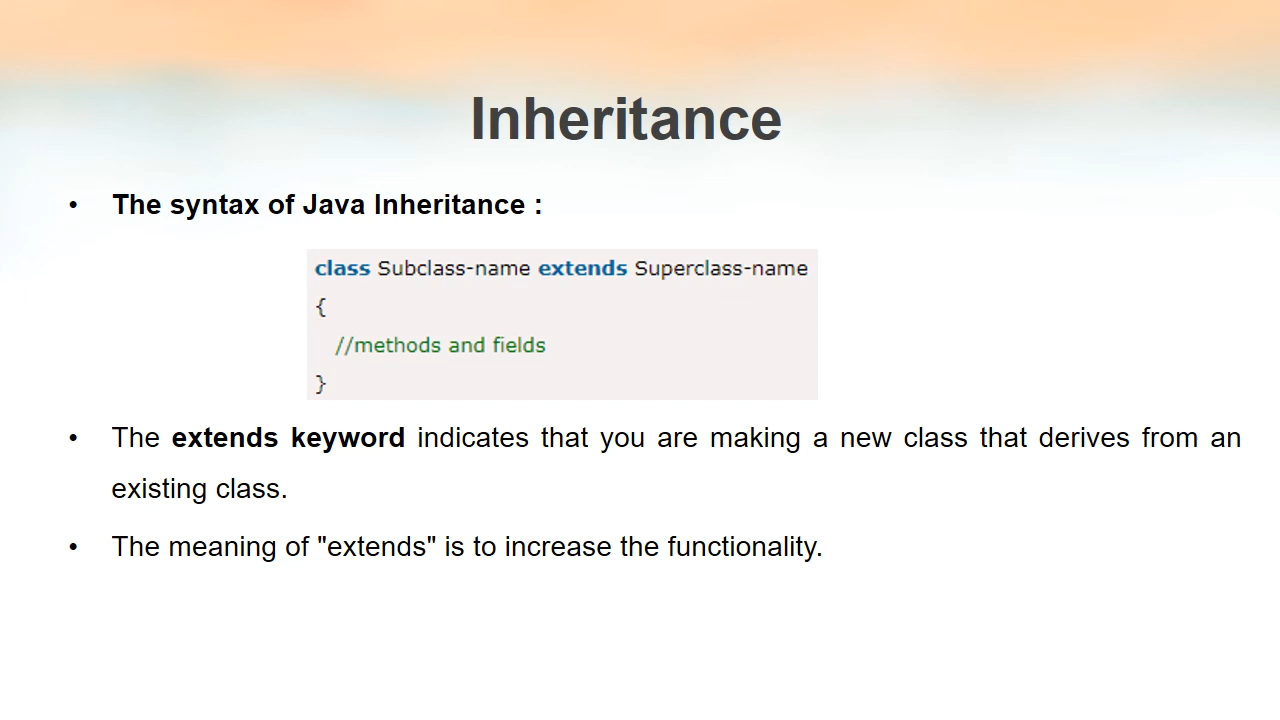 Inheritance
• The syntax of Java Inheritance :
class Subclass-name extends Superclass-name
{
//methods and fields
}
• The extends keyword indicates that you are making a new class that derives from an
existing class.
• The meaning of "extends" is to increase the functionality.